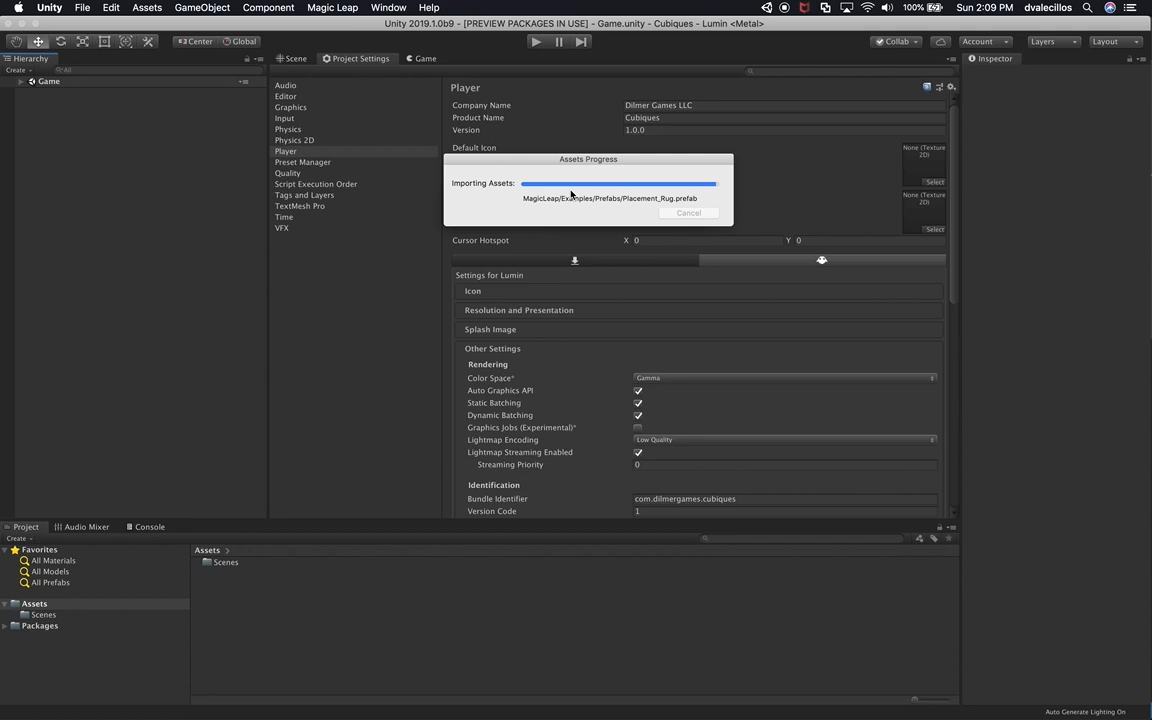 Unity File Edit Assets GameObject Component Magic Leap Window Help 100% Sun 2:09 PM dvalecillos
Unity 2019.1.0b9 - [PREVIEW PACKAGES IN USE] - Game.unity - Cubiques - Lumin <Metal>
Center Global Collab Account Layers Layout
Hierarchy Scene Project Settings Game Inspector
Create All
Game
Audio
Editor
Graphics
Input
Physics
Physics 2D
Player
Preset Manager
Quality
Script Execution Order
Tags and Layers
TextMesh Pro
Time
VFX
Player
Company Name Dilmer Games LLC
Product Name Cubiques
Version 1.0.0
Default Icon
None (Texture
2D)
Select
None (Texture
2D)
Select
Assets Progress
Importing Assets:
MagicLeap/Examples/Prefabs/Placement_Rug.prefab
Cancel
Cursor Hotspot X 0 Y 0
Settings for Lumin
Icon
Resolution and Presentation
Splash Image
Other Settings
Rendering
Color Space* Gamma
Auto Graphics API
Static Batching
Dynamic Batching
Graphics Jobs (Experimental)*
Lightmap Encoding Low Quality
Lightmap Streaming Enabled
Streaming Priority 0
Identification
Bundle Identifier com.dilmergames.cubiques
Version Code 1
Project Audio Mixer Console
Create
Favorites
All Materials
All Models
All Prefabs
Assets
Scenes
Packages
Assets
Scenes
Auto Generate Lighting On